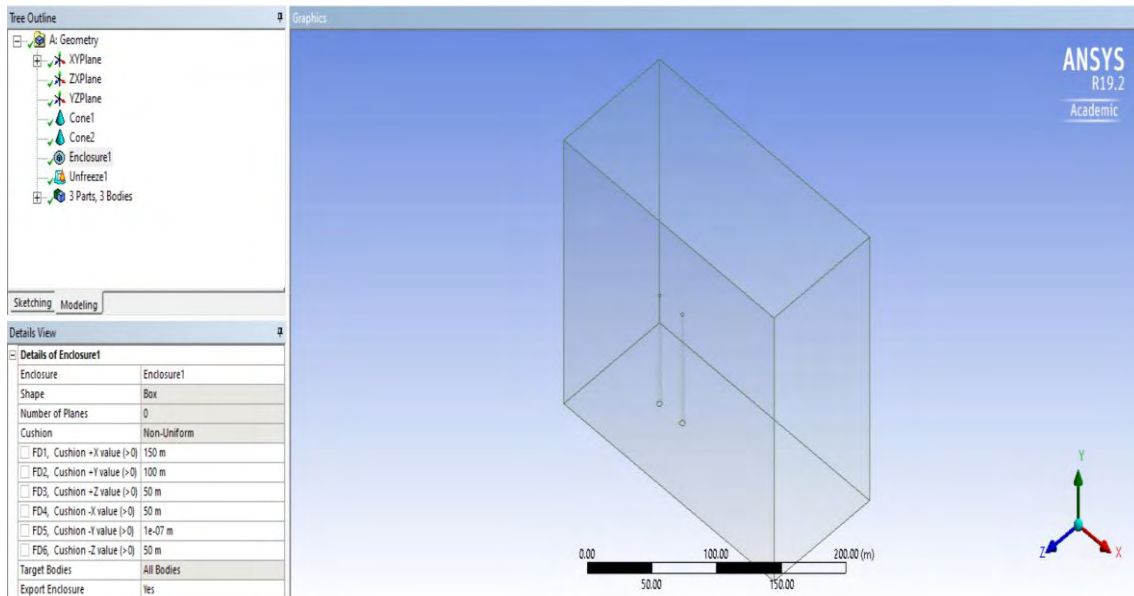 Tree Outline
A: Geometry
XYPlane
ZXPlane
YZPlane
Cone1
Cone2
Enclosure1
Unfreeze1
3 Parts, 3 Bodies
Sketching Modeling
Details View
Details of Enclosure1
Enclosure Enclosure1
Shape Box
Number of Planes 0
Cushion Non-Uniform
FD1, Cushion +X value (>0) 150 m
FD2, Cushion +Y value (>0) 100 m
FD3, Cushion +Z value (>0) 50 m
FD4, Cushion -X value (>0) 50 m
FD5, Cushion -Y value (>0) 1e-07 m
FD6, Cushion -Z value (>0) 50 m
Target Bodies All Bodies
Export Enclosure Yes
Graphics
ANSYS
R19.2
Academic
Y
Z X
0.00 100.00 200.00 (m)
50.00 150.00